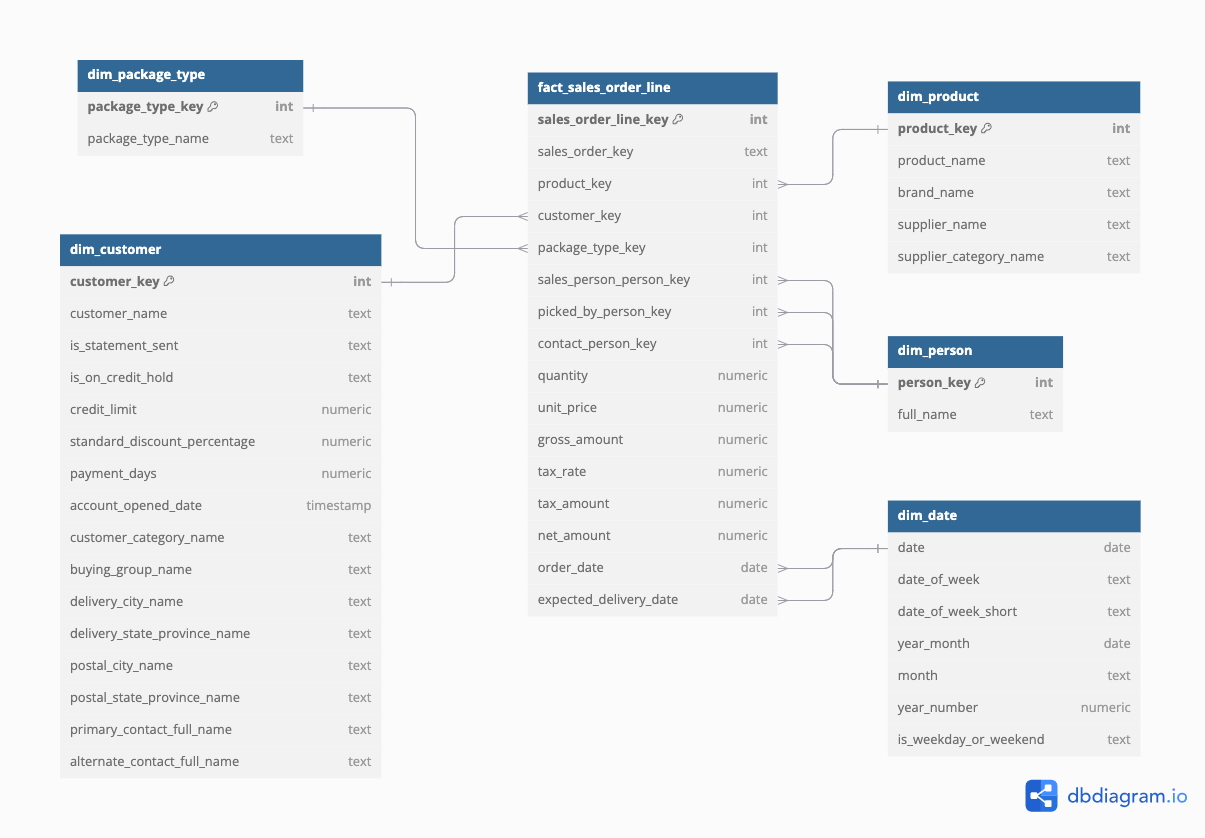 dim_package_type
package_type_key int
package_type_name text
dim_customer
customer_key int
customer_name text
is_statement_sent text
is_on_credit_hold text
credit_limit numeric
standard_discount_percentage numeric
payment_days numeric
account_opened_date timestamp
customer_category_name text
buying_group_name text
delivery_city_name text
delivery_state_province_name text
postal_city_name text
postal_state_province_name text
primary_contact_full_name text
alternate_contact_full_name text
fact_sales_order_line
sales_order_line_key int
sales_order_key text
product_key int
customer_key int
package_type_key int
sales_person_person_key int
picked_by_person_key int
contact_person_key int
quantity numeric
unit_price numeric
gross_amount numeric
tax_rate numeric
tax_amount numeric
net_amount numeric
order_date date
expected_delivery_date date
dim_product
product_key int
product_name text
brand_name text
supplier_name text
supplier_category_name text
dim_person
person_key int
full_name text
dim_date
date date
date_of_week text
date_of_week_short text
year_month date
month text
year_number numeric
is_weekday_or_weekend text
dbdiagram.io